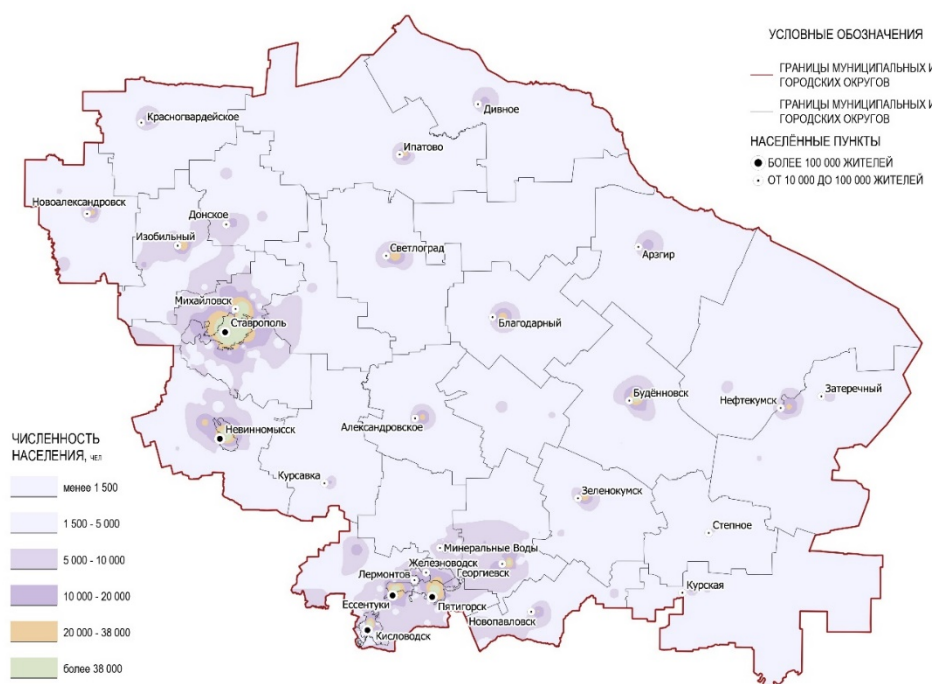 УСЛОВНЫЕ ОБОЗНАЧЕНИЯ
ГРАНИЦЫ МУНИЦИПАЛЬНЫХ И
ГОРОДСКИХ ОКРУГОВ
ГРАНИЦЫ МУНИЦИПАЛЬНЫХ И
ГОРОДСКИХ ОКРУГОВ
НАСЕЛЁННЫЕ ПУНКТЫ
БОЛЕЕ 100 000 ЖИТЕЛЕЙ
ОТ 10 000 ДО 100 000 ЖИТЕЛЕЙ
Дивное
Красногвардейское
Ипатово
Новоалександровск
Донское
Изобильный
Светлоград
Арзгир
Михайловск
Ставрополь
Благодарный
Будённовск
Нефтекумск
Затеречный
Александровское
Невинномысск
Курсавка
Зеленокумск
Степное
Минеральные Воды
Железноводск
Георгиевск
Лермонтов
Ессентуки
Пятигорск
Курская
Новопавловск
Кисловодск
ЧИСЛЕННОСТЬ
НАСЕЛЕНИЯ, чел
менее 1 500
1 500 - 5 000
5 000 - 10 000
10 000 - 20 000
20 000 - 38 000
более 38 000